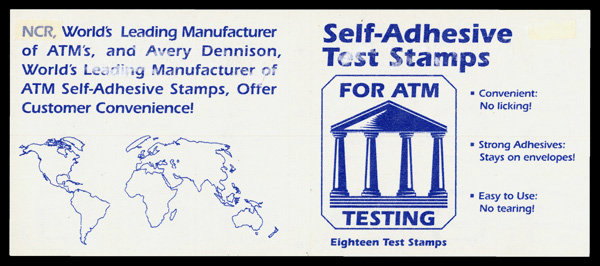 NCR, World's Leading Manufacturer
of ATM's, and Avery Dennison,
World's Leading Manufacturer of
ATM Self-Adhesive Stamps, Offer
Customer Convenience!
Self-Adhesive
Test Stamps
FOR ATM
TESTING
Eighteen Test Stamps
▪ Convenient:
No licking!
▪ Strong Adhesives:
Stays on envelopes!
▪ Easy to Use:
No tearing!